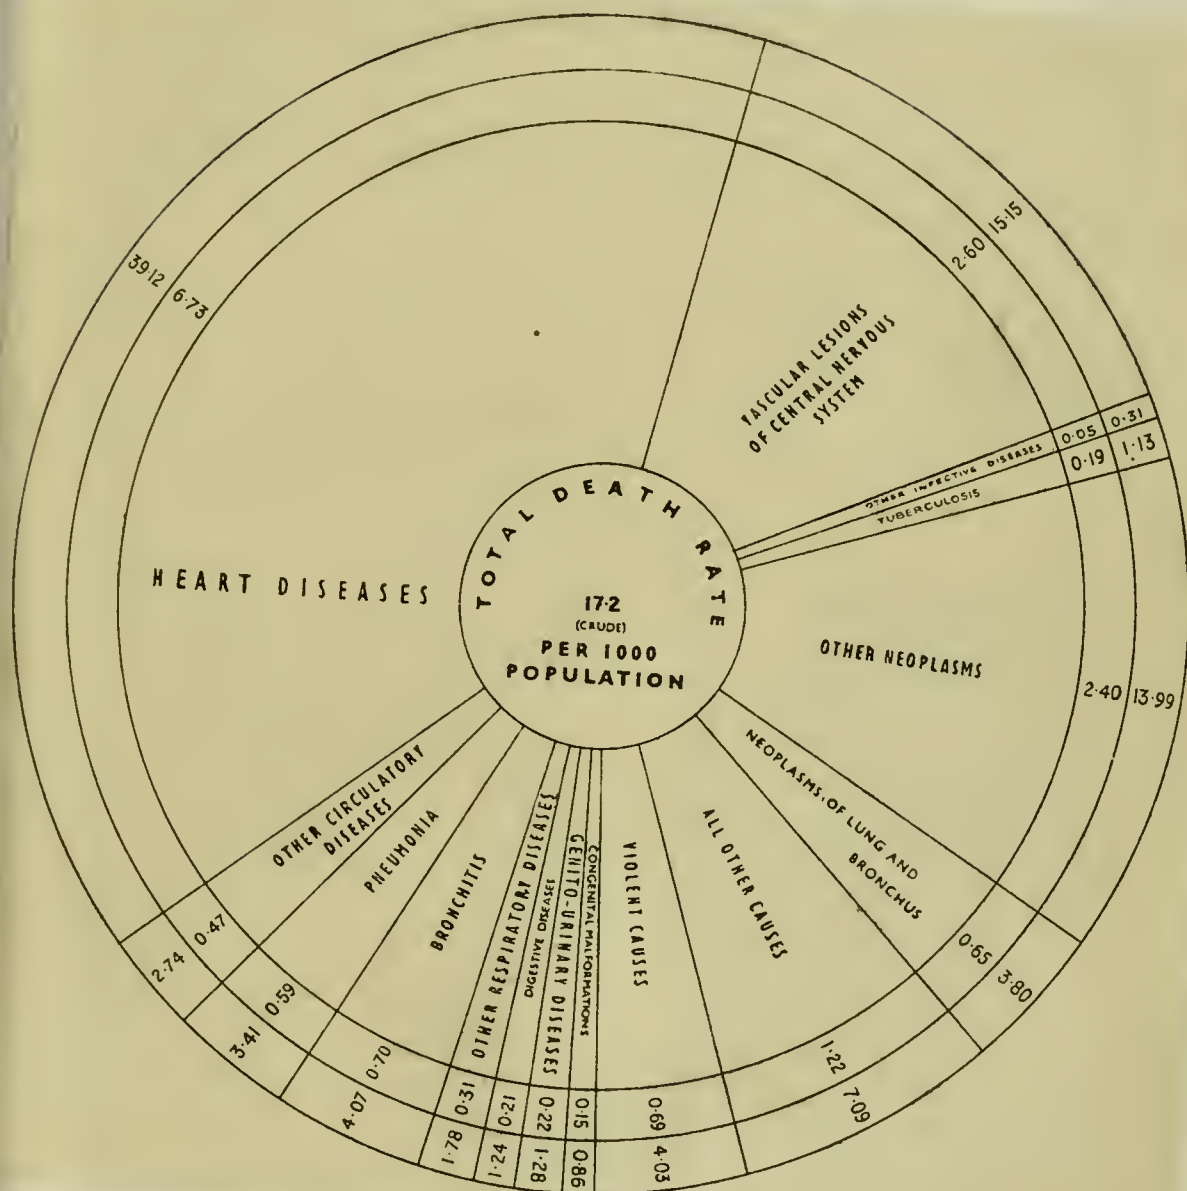 TOTAL DEATH RATE
17·2
(CRUDE)
PER 1000
POPULATION
VASCULAR LESIONS
OF CENTRAL NERVOUS
SYSTEM
2·60
15·15
OTHER INFECTIVE DISEASES
0·05
0·31
TUBERCULOSIS
0·19
1·13
OTHER NEOPLASMS
2·40
13·99
NEOPLASMS, OF LUNG AND
BRONCHUS
0·65
3·80
ALL OTHER CAUSES
1·22
7·09
VIOLENT CAUSES
0·69
4·03
CONGENITAL MALFORMATIONS
0·15
0·86
GENITO-URINARY DISEASES
0·22
1·28
DIGESTIVE DISEASES
0·21
1·24
OTHER RESPIRATORY DISEASES
0·31
1·78
BRONCHITIS
0·70
4·07
PNEUMONIA
0·59
3·41
OTHER CIRCULATORY
DISEASES
0·47
2·74
HEART DISEASES
6·73
39·12